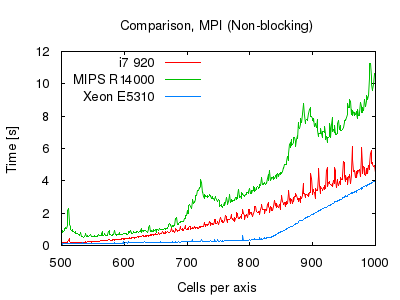 Comparison, MPI (Non-blocking)
12
10
8
6
4
2
0
Time [s]
i7 920
MIPS R14000
Xeon E5310
500 600 700 800 900 1000
Cells per axis